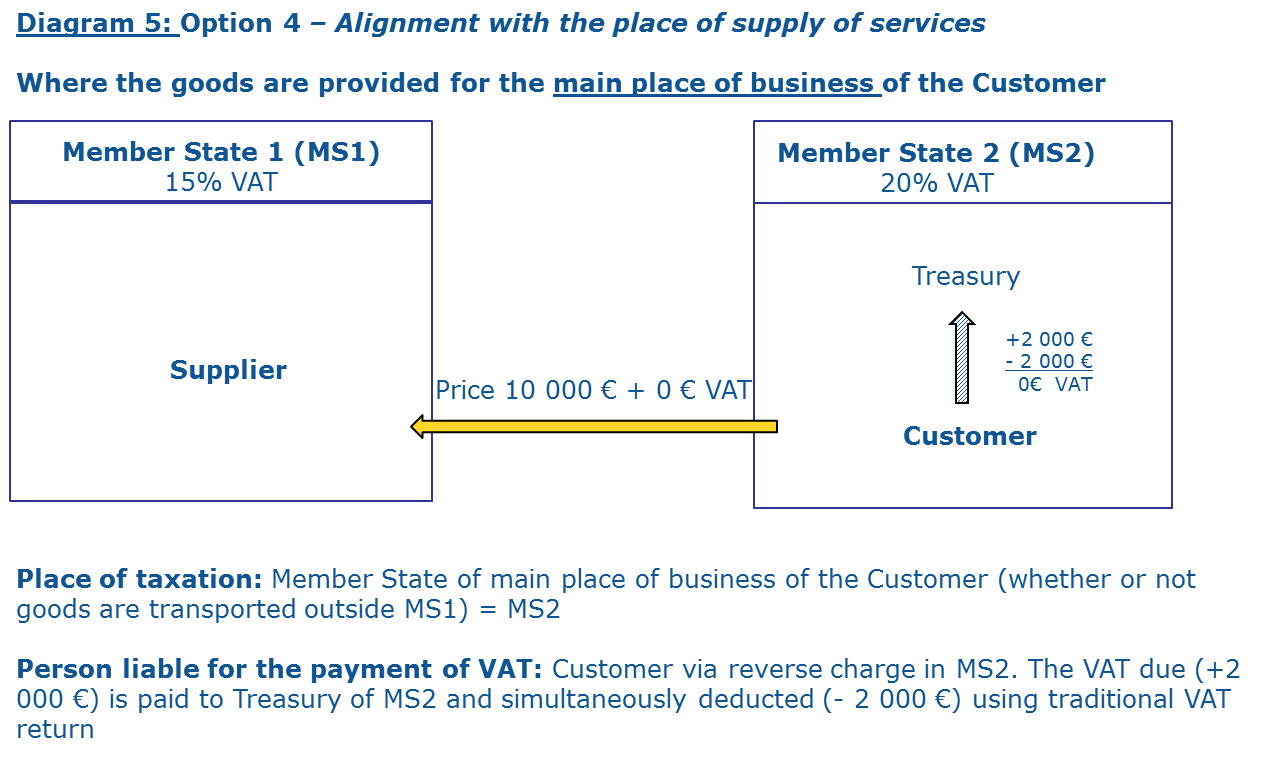 Diagram 5: Option 4 – Alignment with the place of supply of services
Where the goods are provided for the main place of business of the Customer
Member State 1 (MS1)
15% VAT
Supplier
Price 10 000 € + 0 € VAT
Member State 2 (MS2)
20% VAT
Treasury
+2 000 €
- 2 000 €
0€ VAT
Customer
Place of taxation: Member State of main place of business of the Customer (whether or not
goods are transported outside MS1) = MS2
Person liable for the payment of VAT: Customer via reverse charge in MS2. The VAT due (+2
000 €) is paid to Treasury of MS2 and simultaneously deducted (- 2 000 €) using traditional VAT
return